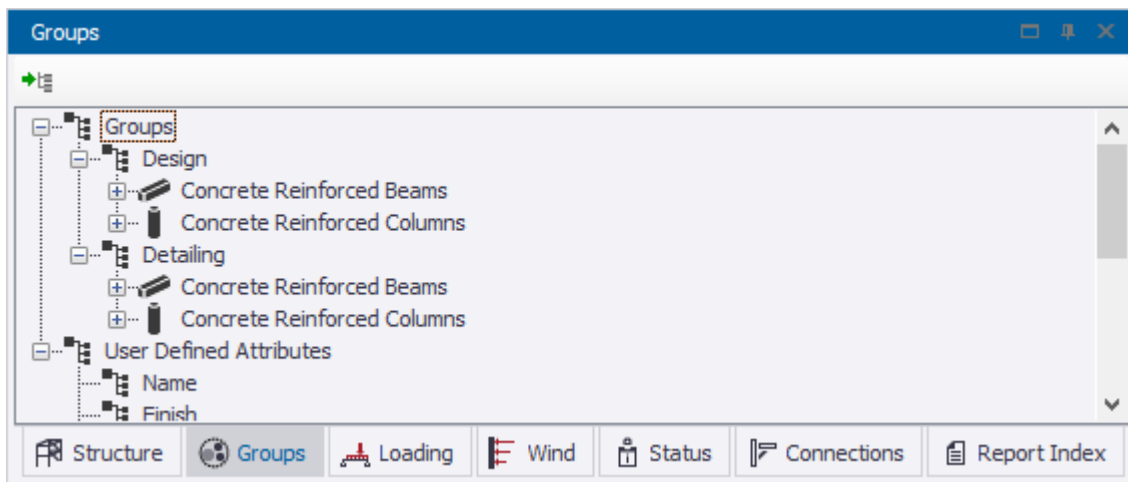 Groups
Groups
Design
Concrete Reinforced Beams
Concrete Reinforced Columns
Detailing
Concrete Reinforced Beams
Concrete Reinforced Columns
User Defined Attributes
Name
Finish
Structure Groups Loading Wind Status Connections Report Index